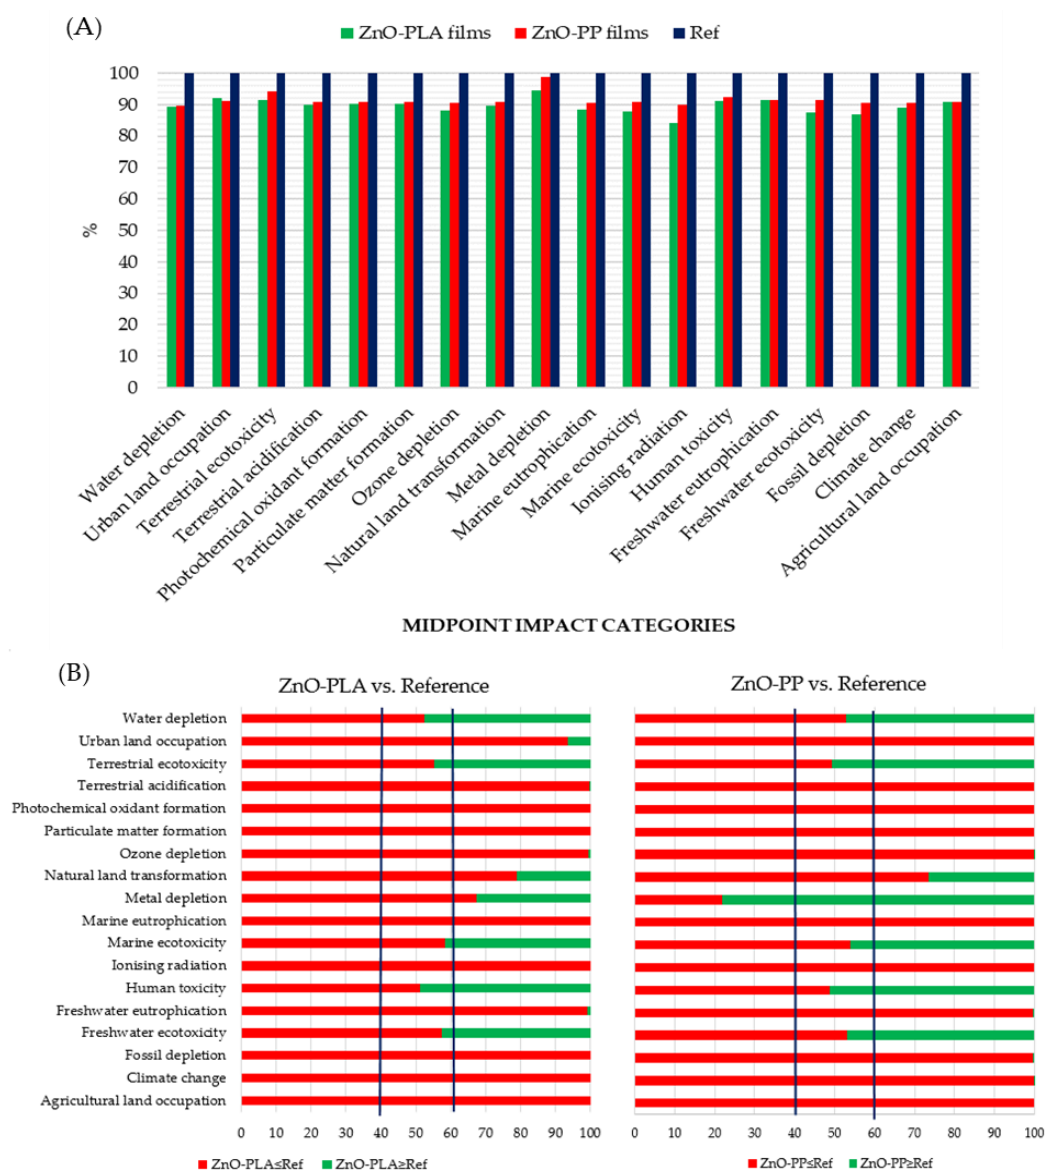 (A)
ZnO-PLA films ZnO-PP films Ref
100
90
80
70
60
50
40
30
20
10
0
%
Water depletion
Urban land occupation
Terrestrial ecotoxicity
Terrestrial acidification
Photochemical oxidant formation
Particulate matter formation
Ozone depletion
Natural land transformation
Metal depletion
Marine eutrophication
Marine ecotoxicity
Ionising radiation
Human toxicity
Freshwater eutrophication
Freshwater ecotoxicity
Fossil depletion
Climate change
Agricultural land occupation
MIDPOINT IMPACT CATEGORIES
(B)
ZnO-PLA vs. Reference
Water depletion
Urban land occupation
Terrestrial ecotoxicity
Terrestrial acidification
Photochemical oxidant formation
Particulate matter formation
Ozone depletion
Natural land transformation
Metal depletion
Marine eutrophication
Marine ecotoxicity
Ionising radiation
Human toxicity
Freshwater eutrophication
Freshwater ecotoxicity
Fossil depletion
Climate change
Agricultural land occupation
0 10 20 30 40 50 60 70 80 90 100
ZnO-PLA≤Ref ZnO-PLA≥Ref
ZnO-PP vs. Reference
0 10 20 30 40 50 60 70 80 90 100
ZnO-PP≤Ref ZnO-PP≥Ref